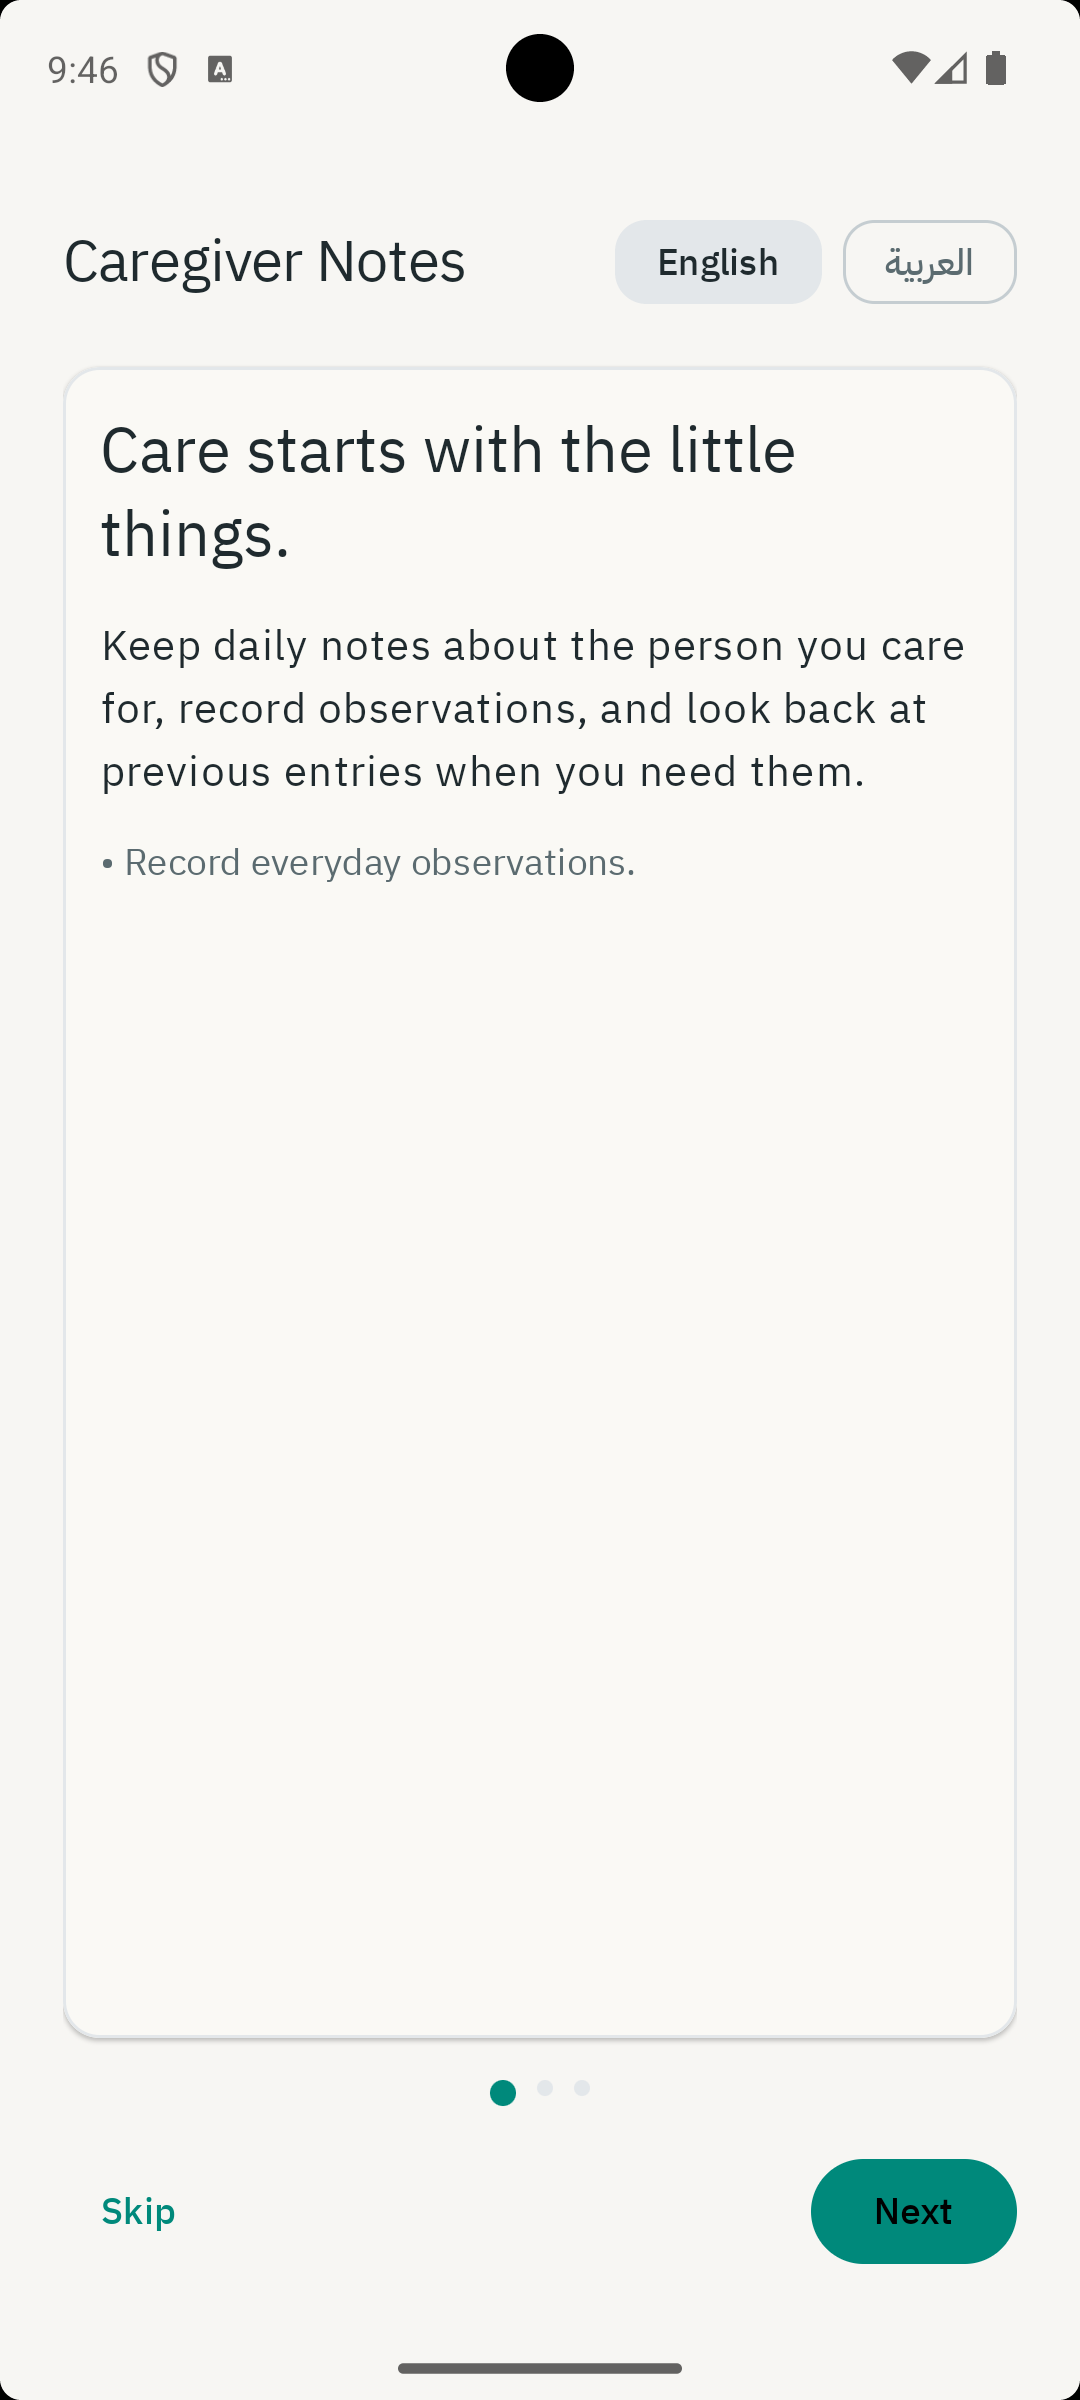 9:46
Caregiver Notes
English
العربية
Care starts with the little
things.
Keep daily notes about the person you care
for, record observations, and look back at
previous entries when you need them.
• Record everyday observations.
Skip
Next